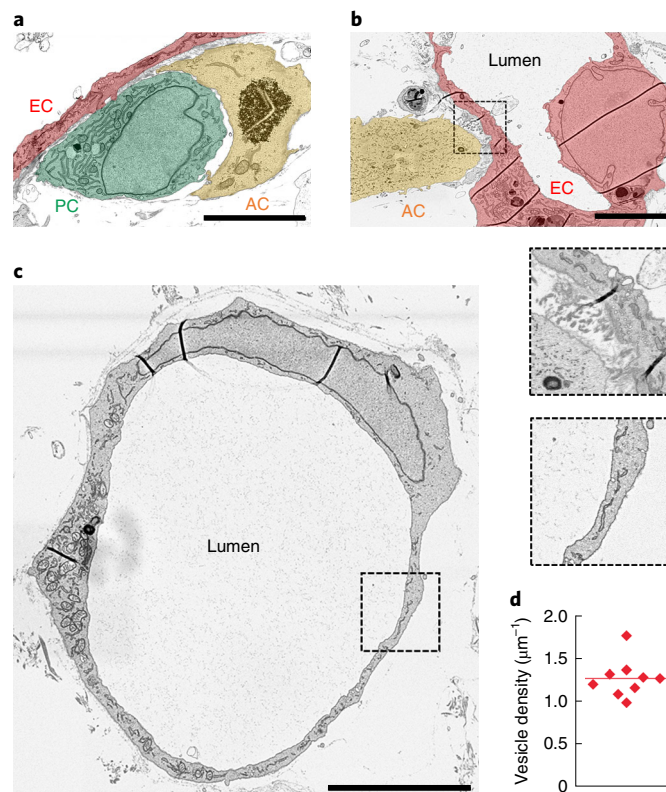 a
EC
PC
AC
b
Lumen
AC
EC
c
Lumen
d
Vesicle density (μm⁻¹)
2.0
1.5
1.0
0.5
0